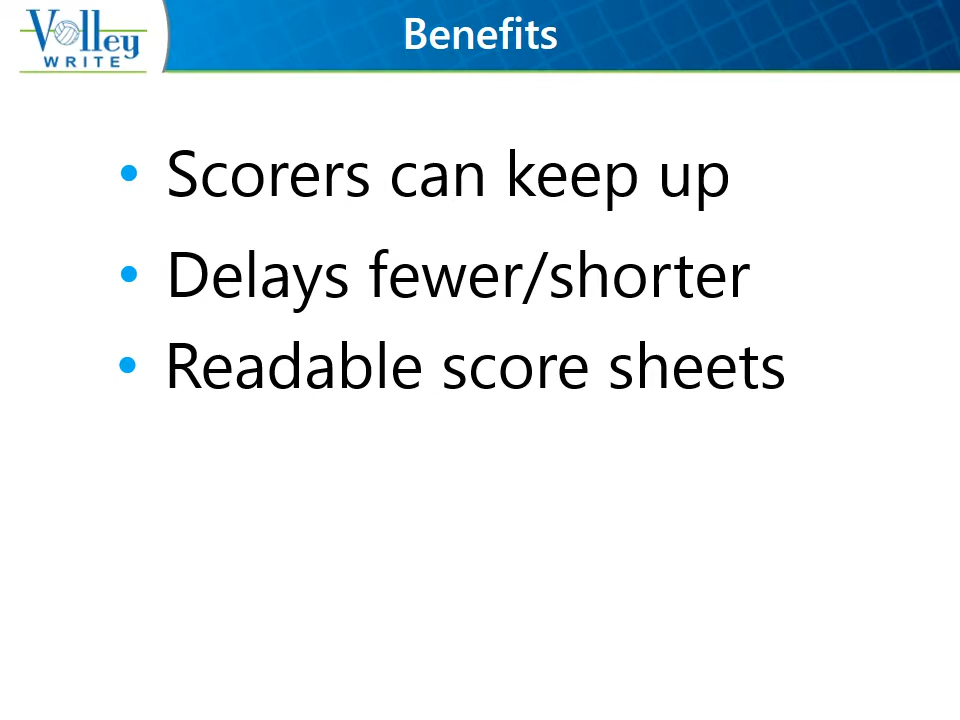 Volley
WRITE
Benefits
• Scorers can keep up
• Delays fewer/shorter
• Readable score sheets